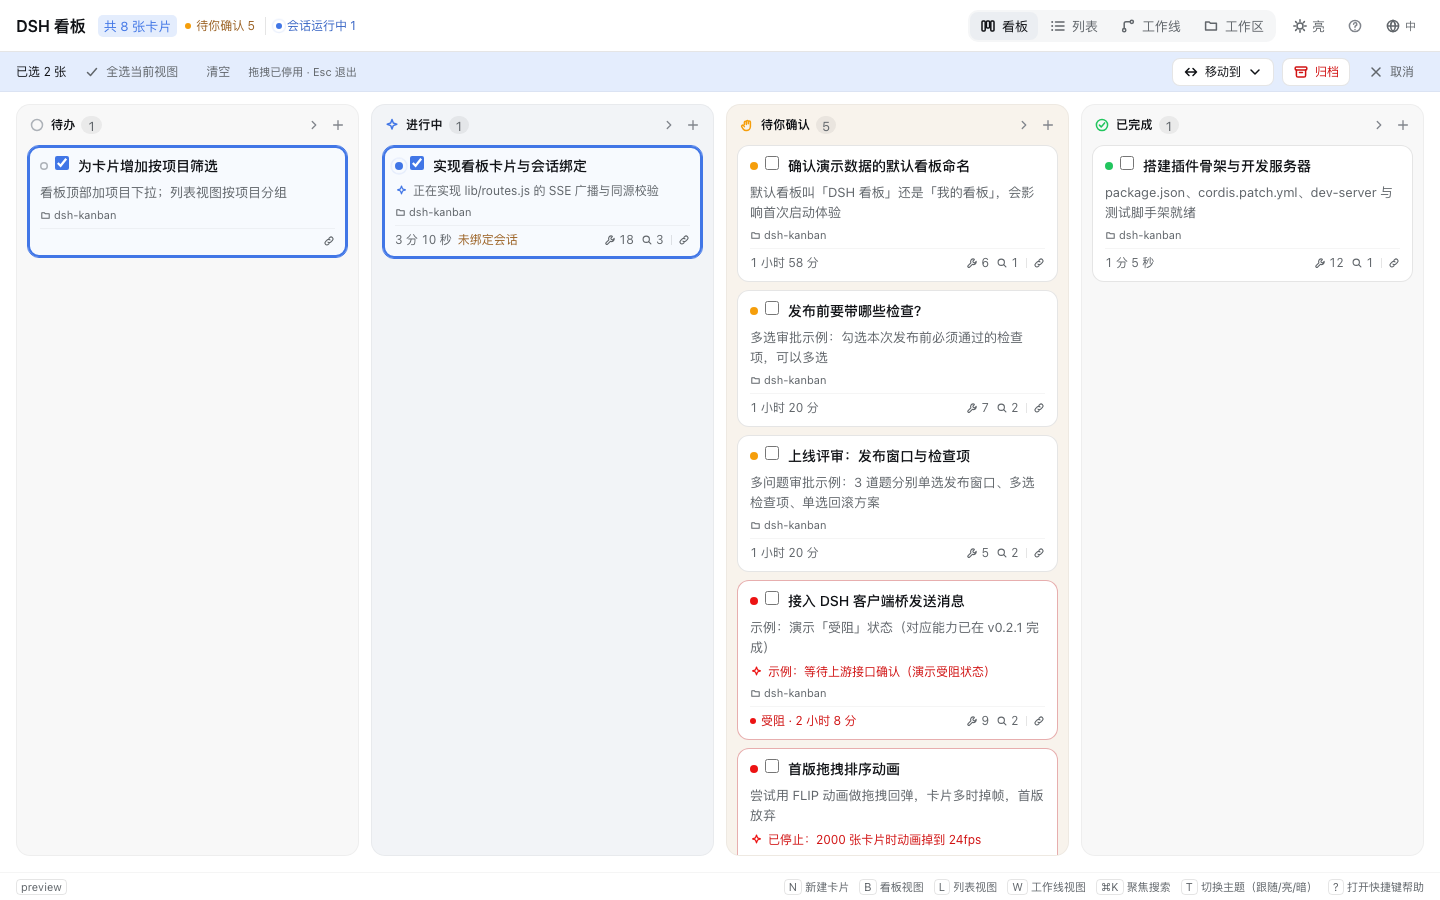 DSH 看板 共 8 张卡片 待你确认 5 会话运行中 1 看板 列表 工作线 工作区 亮 中
已选 2 张 全选当前视图 清空 拖拽已停用 · Esc 退出 移动到 归档 取消
待办 1
为卡片增加按项目筛选
看板顶部加项目下拉；列表视图按项目分组
dsh-kanban
进行中 1
实现看板卡片与会话绑定
正在实现 lib/routes.js 的 SSE 广播与同源校验
dsh-kanban
3 分 10 秒 未绑定会话 18 3
待你确认 5
确认演示数据的默认看板命名
默认看板叫「DSH 看板」还是「我的看板」，会影
响首次启动体验
dsh-kanban
1 小时 58 分 6 1
发布前要带哪些检查？
多选审批示例：勾选本次发布前必须通过的检查
项，可以多选
dsh-kanban
1 小时 20 分 7 2
上线评审：发布窗口与检查项
多问题审批示例：3 道题分别单选发布窗口、多选
检查项、单选回滚方案
dsh-kanban
1 小时 20 分 5 2
接入 DSH 客户端桥发送消息
示例：演示「受阻」状态（对应能力已在 v0.2.1 完
成）
示例：等待上游接口确认（演示受阻状态）
dsh-kanban
受阻 · 2 小时 8 分 9 2
首版拖拽排序动画
尝试用 FLIP 动画做拖拽回弹，卡片多时掉帧，首版
放弃
已停止：2000 张卡片时动画掉到 24fps
已完成 1
搭建插件骨架与开发服务器
package.json、cordis.patch.yml、dev-server 与
测试脚手架就绪
dsh-kanban
1 分 5 秒 12 1
preview N 新建卡片 B 看板视图 L 列表视图 W 工作线视图 ⌘K 聚焦搜索 T 切换主题（跟随/亮/暗） ? 打开快捷键帮助